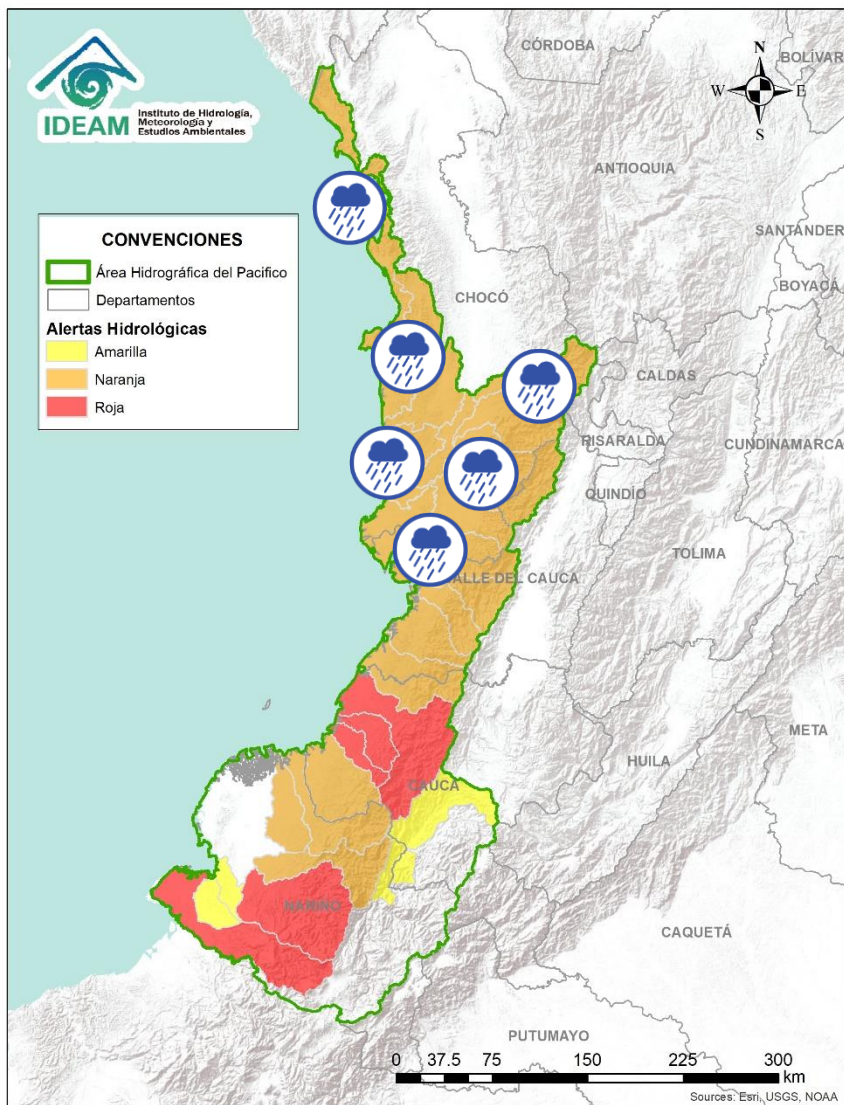 CÓRDOBA
BOLÍVAR
IDEAM
Instituto de Hidrología,
Meteorología y
Estudios Ambientales
N
W E
S
ANTIOQUIA
SANTANDER
CONVENCIONES
Área Hidrográfica del Pacifico
Departamentos
Alertas Hidrológicas
Amarilla
Naranja
Roja
BOYACÁ
CHOCÓ
CALDAS
RISARALDA
CUNDINAMARCA
QUINDÍO
TOLIMA
ALLE DEL CAUCA
META
HUILA
CAUCA
NARIÑO
CAQUETÁ
PUTUMAYO
0 37.5 75 150 225 300
km
Sources: Esri, USGS, NOAA